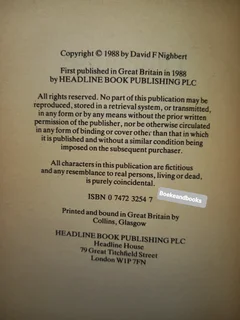 Copyright © 1988 by David F Nighbert
First published in Great Britain in 1988
by HEADLINE BOOK PUBLISHING PLC
All rights reserved. No part of this publication may be
reproduced, stored in a retrieval system, or transmitted,
in any form or by any means without the prior written
permission of the publisher, nor be otherwise circulated
in any form of binding or cover other than that in which
it is published and without a similar condition being
imposed on the subsequent purchaser.
All characters in this publication are fictitious
and any resemblance to real persons, living or dead,
is purely coincidental.
ISBN 0 7472 3254 7
Bookeandbooks
Printed and bound in Great Britain by
Collins, Glasgow
HEADLINE BOOK PUBLISHING PLC
Headline House
79 Great Titchfield Street
London W1P 7FN